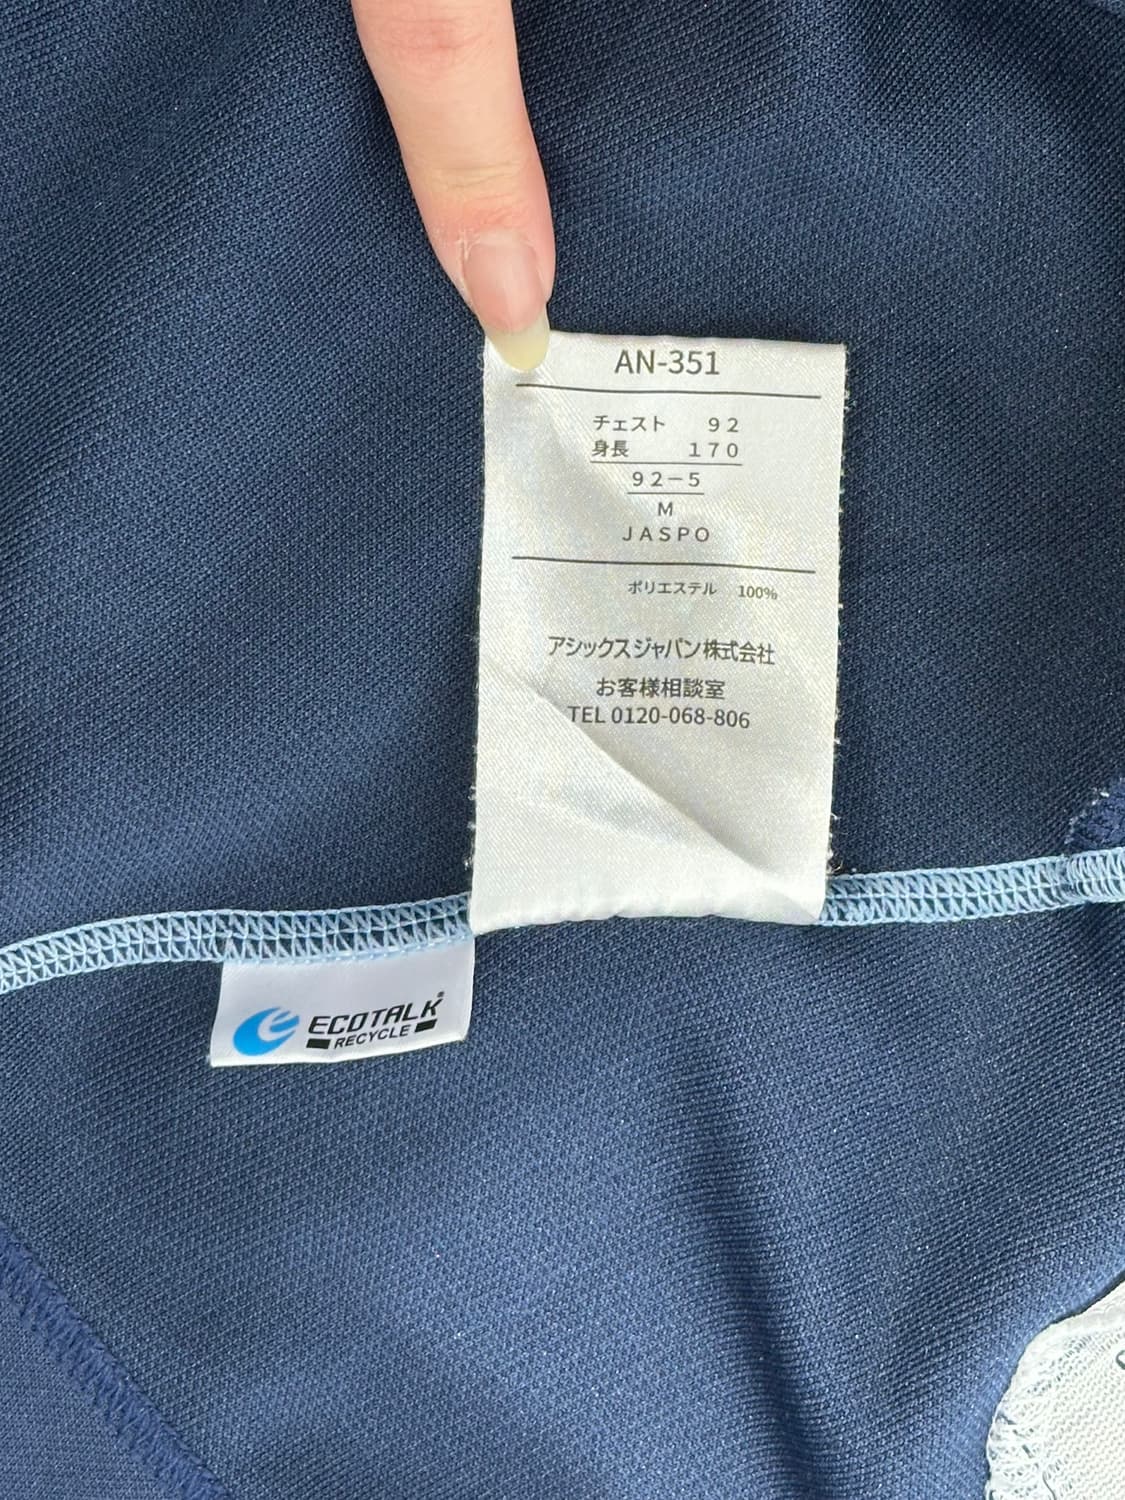 AN-351
チェスト 92
身長 170
92-5
M
JASPO
ポリエステル 100%
アシックスジャパン株式会社
お客様相談室
TEL 0120-068-806
ECOTALK®
RECYCLE